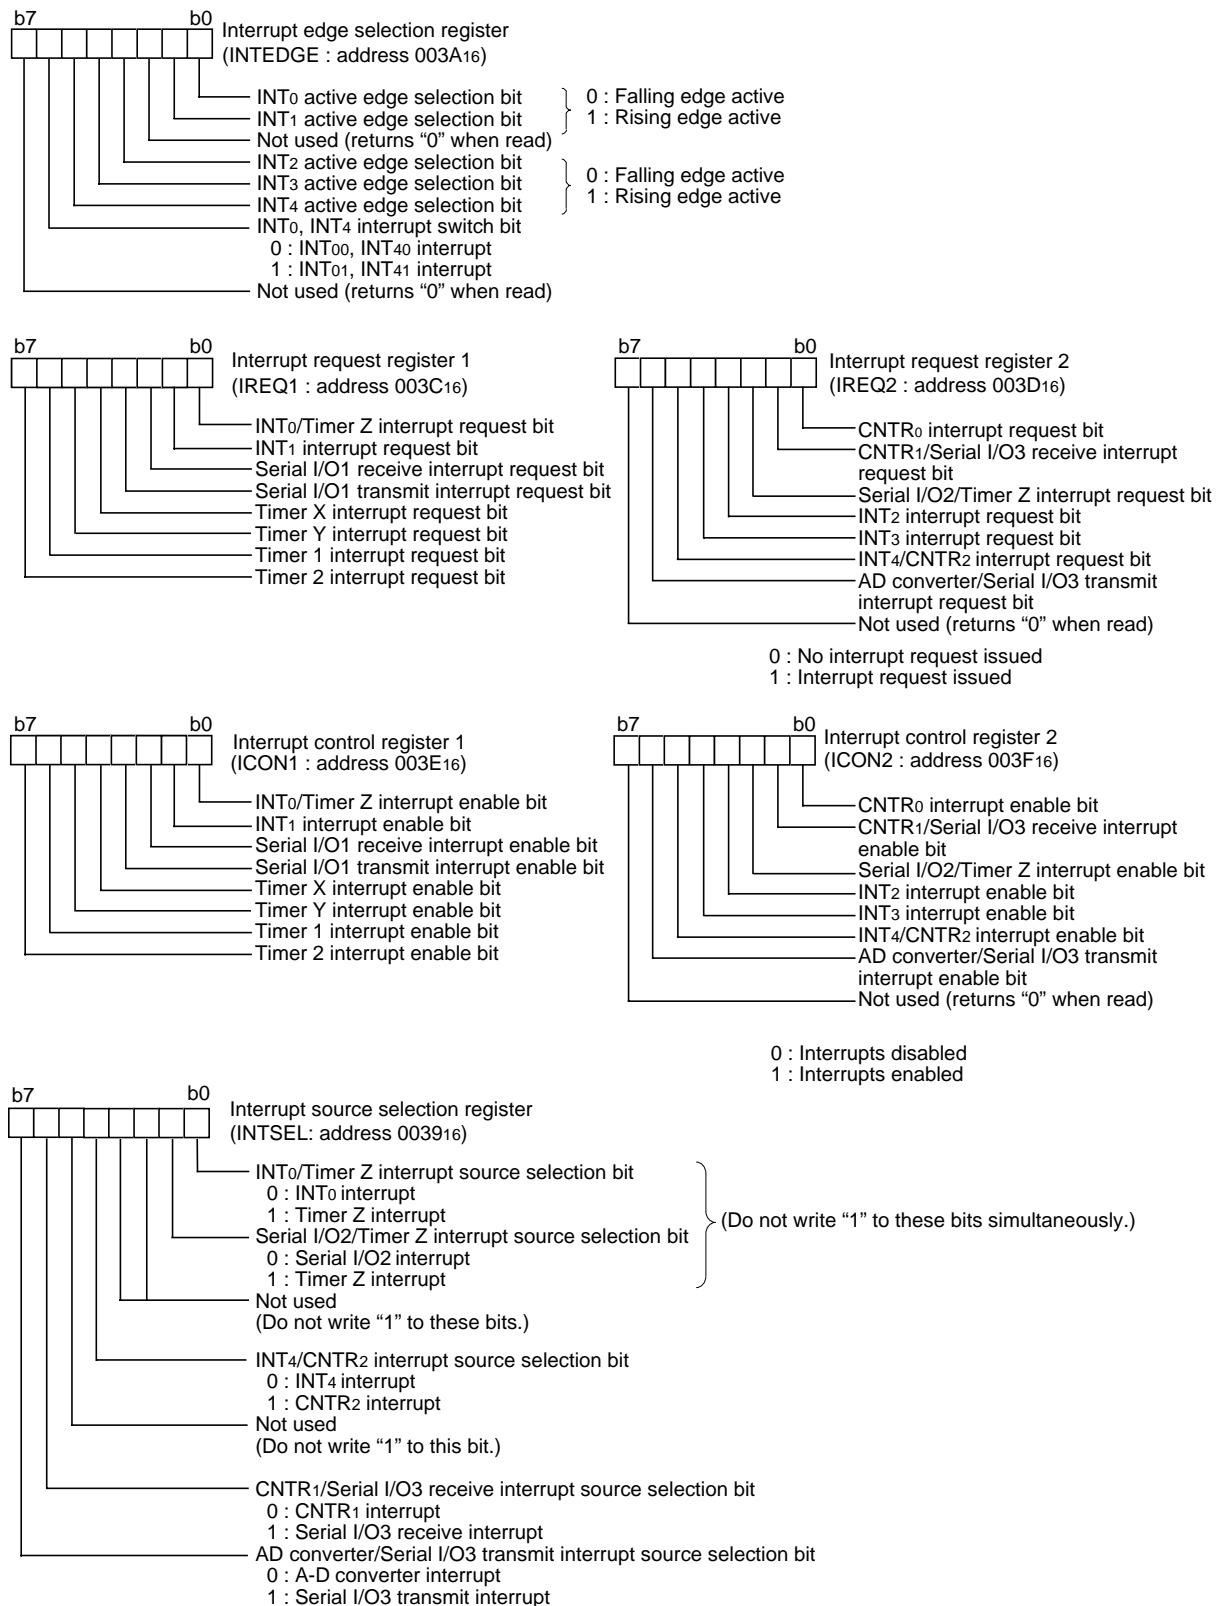 b7 b0
Interrupt edge selection register
(INTEDGE : address 003A16)
INT0 active edge selection bit
INT1 active edge selection bit
Not used (returns “0” when read)
0 : Falling edge active
1 : Rising edge active
INT2 active edge selection bit
INT3 active edge selection bit
INT4 active edge selection bit
0 : Falling edge active
1 : Rising edge active
INT0, INT4 interrupt switch bit
0 : INT00, INT40 interrupt
1 : INT01, INT41 interrupt
Not used (returns “0” when read)
b7 b0
Interrupt request register 1
(IREQ1 : address 003C16)
INT0/Timer Z interrupt request bit
INT1 interrupt request bit
Serial I/O1 receive interrupt request bit
Serial I/O1 transmit interrupt request bit
Timer X interrupt request bit
Timer Y interrupt request bit
Timer 1 interrupt request bit
Timer 2 interrupt request bit
b7 b0
Interrupt request register 2
(IREQ2 : address 003D16)
CNTR0 interrupt request bit
CNTR1/Serial I/O3 receive interrupt
request bit
Serial I/O2/Timer Z interrupt request bit
INT2 interrupt request bit
INT3 interrupt request bit
INT4/CNTR2 interrupt request bit
AD converter/Serial I/O3 transmit
interrupt request bit
Not used (returns “0” when read)
0 : No interrupt request issued
1 : Interrupt request issued
b7 b0
Interrupt control register 1
(ICON1 : address 003E16)
INT0/Timer Z interrupt enable bit
INT1 interrupt enable bit
Serial I/O1 receive interrupt enable bit
Serial I/O1 transmit interrupt enable bit
Timer X interrupt enable bit
Timer Y interrupt enable bit
Timer 1 interrupt enable bit
Timer 2 interrupt enable bit
b7 b0
Interrupt control register 2
(ICON2 : address 003F16)
CNTR0 interrupt enable bit
CNTR1/Serial I/O3 receive interrupt
enable bit
Serial I/O2/Timer Z interrupt enable bit
INT2 interrupt enable bit
INT3 interrupt enable bit
INT4/CNTR2 interrupt enable bit
AD converter/Serial I/O3 transmit
interrupt enable bit
Not used (returns “0” when read)
0 : Interrupts disabled
1 : Interrupts enabled
b7 b0
Interrupt source selection register
(INTSEL: address 003916)
INT0/Timer Z interrupt source selection bit
0 : INT0 interrupt
1 : Timer Z interrupt
Serial I/O2/Timer Z interrupt source selection bit
0 : Serial I/O2 interrupt
1 : Timer Z interrupt
(Do not write “1” to these bits simultaneously.)
Not used
(Do not write “1” to these bits.)
INT4/CNTR2 interrupt source selection bit
0 : INT4 interrupt
1 : CNTR2 interrupt
Not used
(Do not write “1” to this bit.)
CNTR1/Serial I/O3 receive interrupt source selection bit
0 : CNTR1 interrupt
1 : Serial I/O3 receive interrupt
AD converter/Serial I/O3 transmit interrupt source selection bit
0 : A-D converter interrupt
1 : Serial I/O3 transmit interrupt